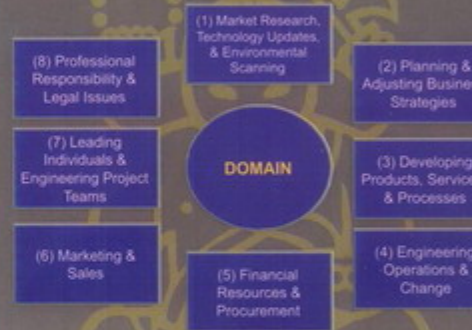 (1) Market Research,
Technology Updates,
& Environmental
Scanning
(2) Planning &
Adjusting
Strategies
(3) Developing
Products,
& Processes
(4) Engineering
Operations &
Change
(5) Financial
Resources &
Procurement
(6) Marketing &
Sales
(7) Leading
Individuals &
Engineering Project
Teams
(8) Professional
Responsibility &
Legal Issues
DOMAIN